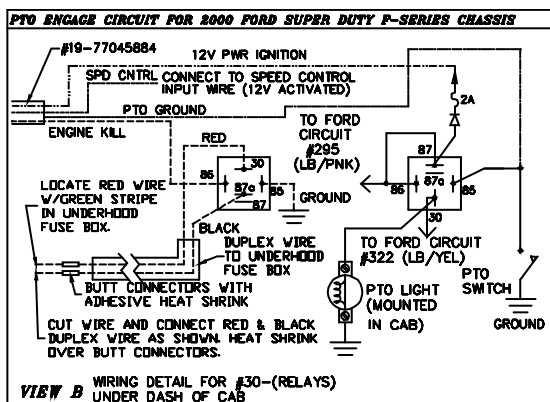 PTO ENGAGE CIRCUIT FOR 2000 FORD SUPER DUTY F-SERIES CHASSIS
#19-77045884
12V PWR IGNITION
SPD CNTRL CONNECT TO SPEED CONTROL
INPUT WIRE (12V ACTIVATED)
PTO GROUND
ENGINE KILL
2A
TO FORD
CIRCUIT
#295
(LB/PNK)
RED
30
86
87a
85
87
GROUND
87
86
87a
85
30
LOCATE RED WIRE
W/GREEN STRIPE
IN UNDERHOOD
FUSE BOX.
BLACK
DUPLEX WIRE
TO UNDERHOOD
FUSE BOX
BUTT CONNECTORS WITH
ADHESIVE HEAT SHRINK
CUT WIRE AND CONNECT RED & BLACK
DUPLEX WIRE AS SHOWN. HEAT SHRINK
OVER BUTT CONNECTORS.
TO FORD CIRCUIT
#322 (LB/YEL)
PTO LIGHT
(MOUNTED
IN CAB)
PTO
SWITCH
GROUND
VIEW B WIRING DETAIL FOR #30-(RELAYS)
UNDER DASH OF CAB